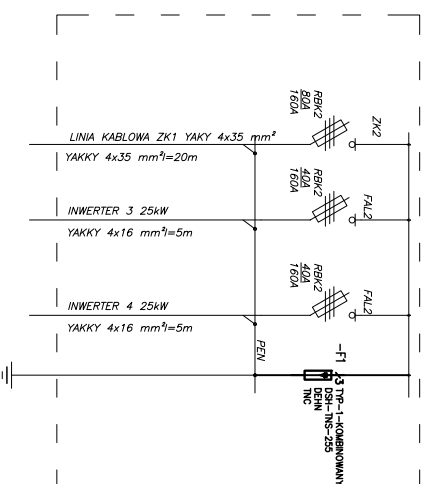 ZK2
RBK2
80A
160A
LINIA KABLOWA ZK1 YAKY 4x35 mm²
YAKKY 4x35 mm²l=20m
FAL2
RBK2
40A
160A
INWERTER 3 25kW
YAKKY 4x16 mm²l=5m
FAL2
RBK2
40A
160A
INWERTER 4 25kW
YAKKY 4x16 mm²l=5m
PEN
-F1
3 TYP-1-KOMBINOWANY
DSH-TNS-255
DEHN
TNC